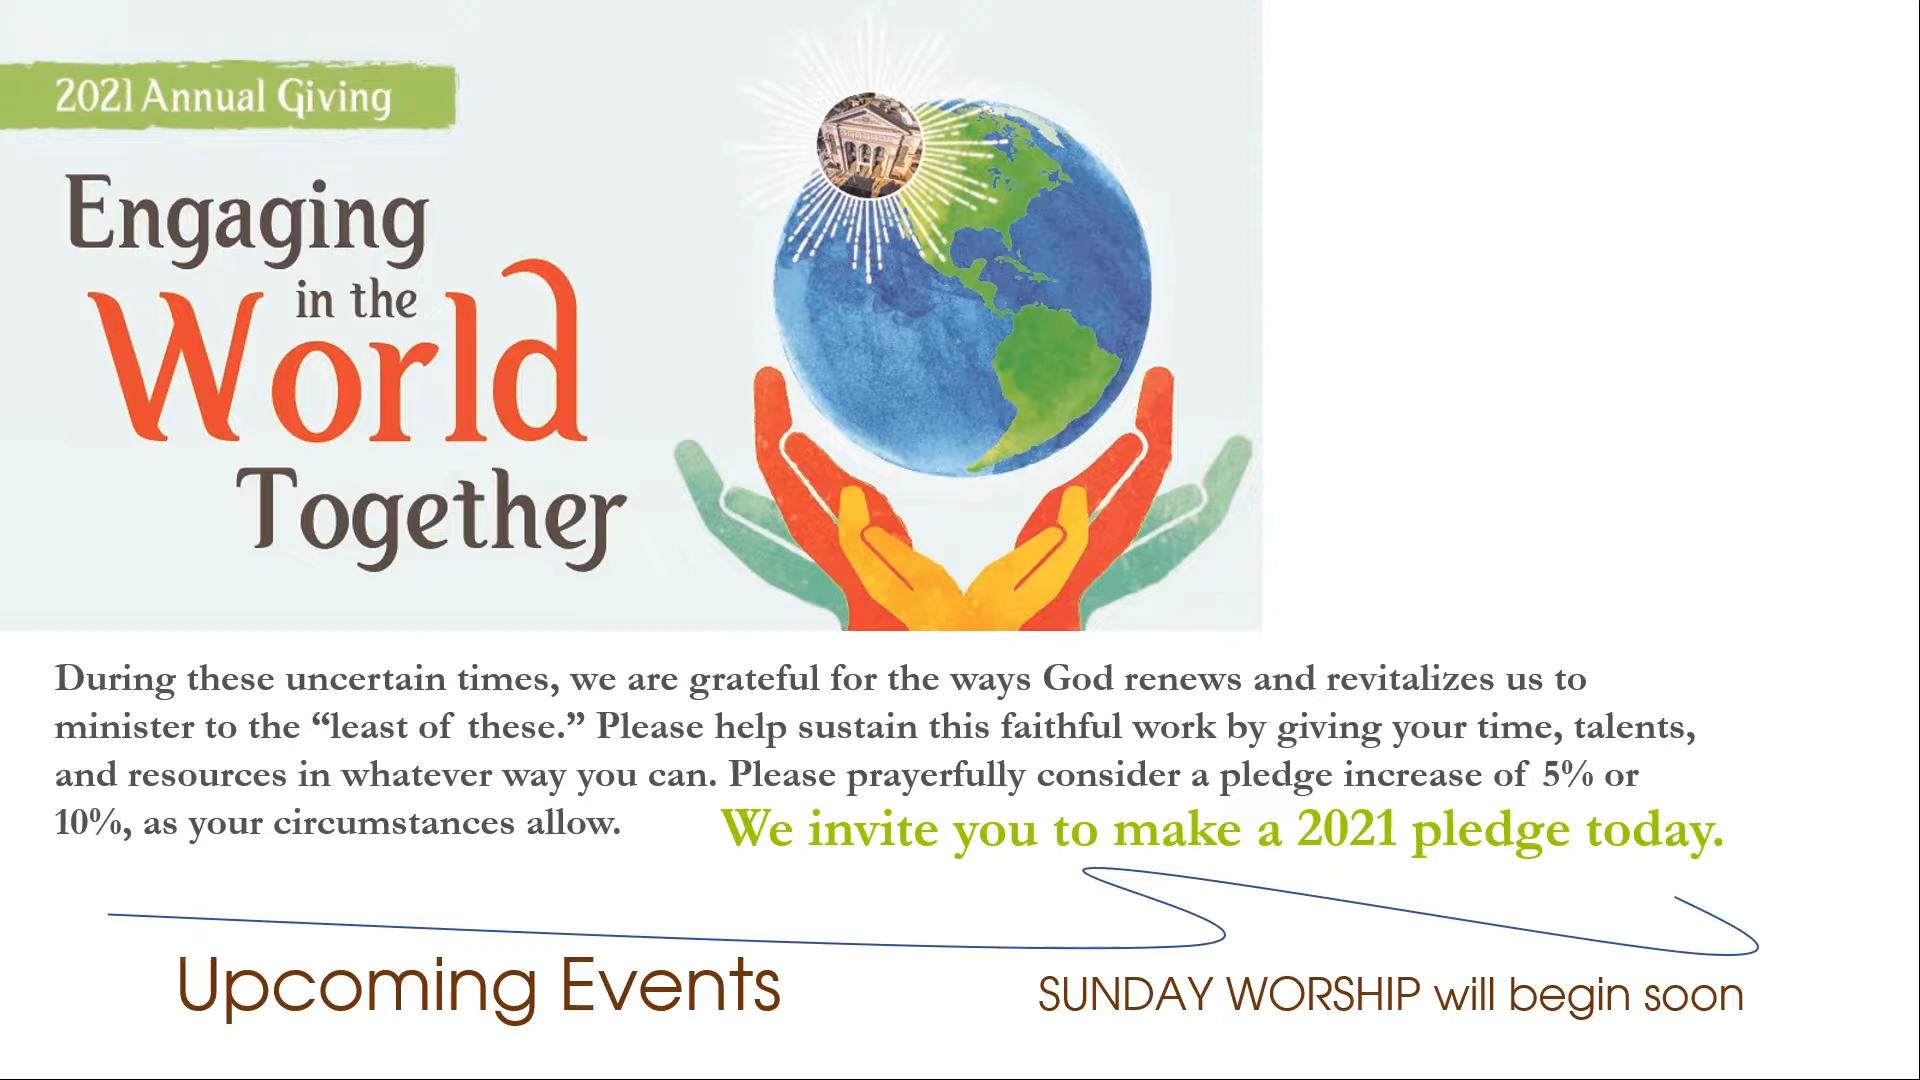 2021 Annual Giving
Engaging
in the
World
Together
During these uncertain times, we are grateful for the ways God renews and revitalizes us to
minister to the “least of these.” Please help sustain this faithful work by giving your time, talents,
and resources in whatever way you can. Please prayerfully consider a pledge increase of 5% or
10%, as your circumstances allow.
We invite you to make a 2021 pledge today.
Upcoming Events
SUNDAY WORSHIP will begin soon